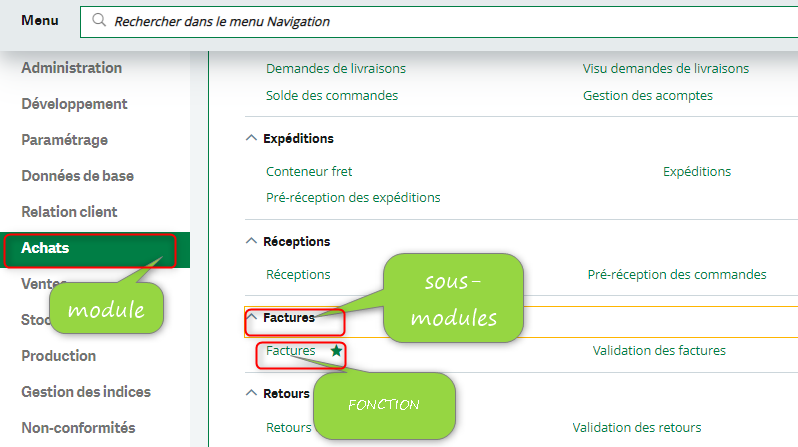 Menu
Rechercher dans le menu Navigation
Administration
Développement
Paramétrage
Données de base
Relation client
Achats
Ventes
Production
Gestion des indices
Non-conformités
Demandes de livraisons
Visu demandes de livraisons
Solde des commandes
Gestion des acomptes
Expéditions
Conteneur fret
Expéditions
Pré-réception des expéditions
Réceptions
Réceptions
Pré-réception des commandes
Factures
Factures
Validation des factures
Retours
Retours
Validation des retours
module
sous-
modules
FONCTION